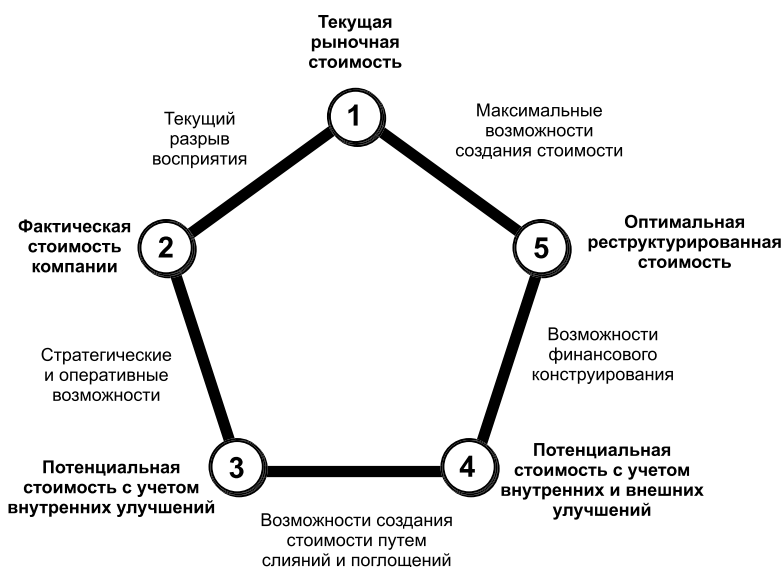 Текущая
рыночная
стоимость
1
Текущий
разрыв
восприятия
Максимальные
возможности
создания стоимости
Фактическая
стоимость
компании
2
5
Оптимальная
реструктурированная
стоимость
Стратегические
и оперативные
возможности
Возможности
финансового
конструирования
Потенциальная
стоимость с учетом
внутренних улучшений
3
4
Потенциальная
стоимость с учетом
внутренних и внешних
улучшений
Возможности создания
стоимости путем
слияний и поглощений